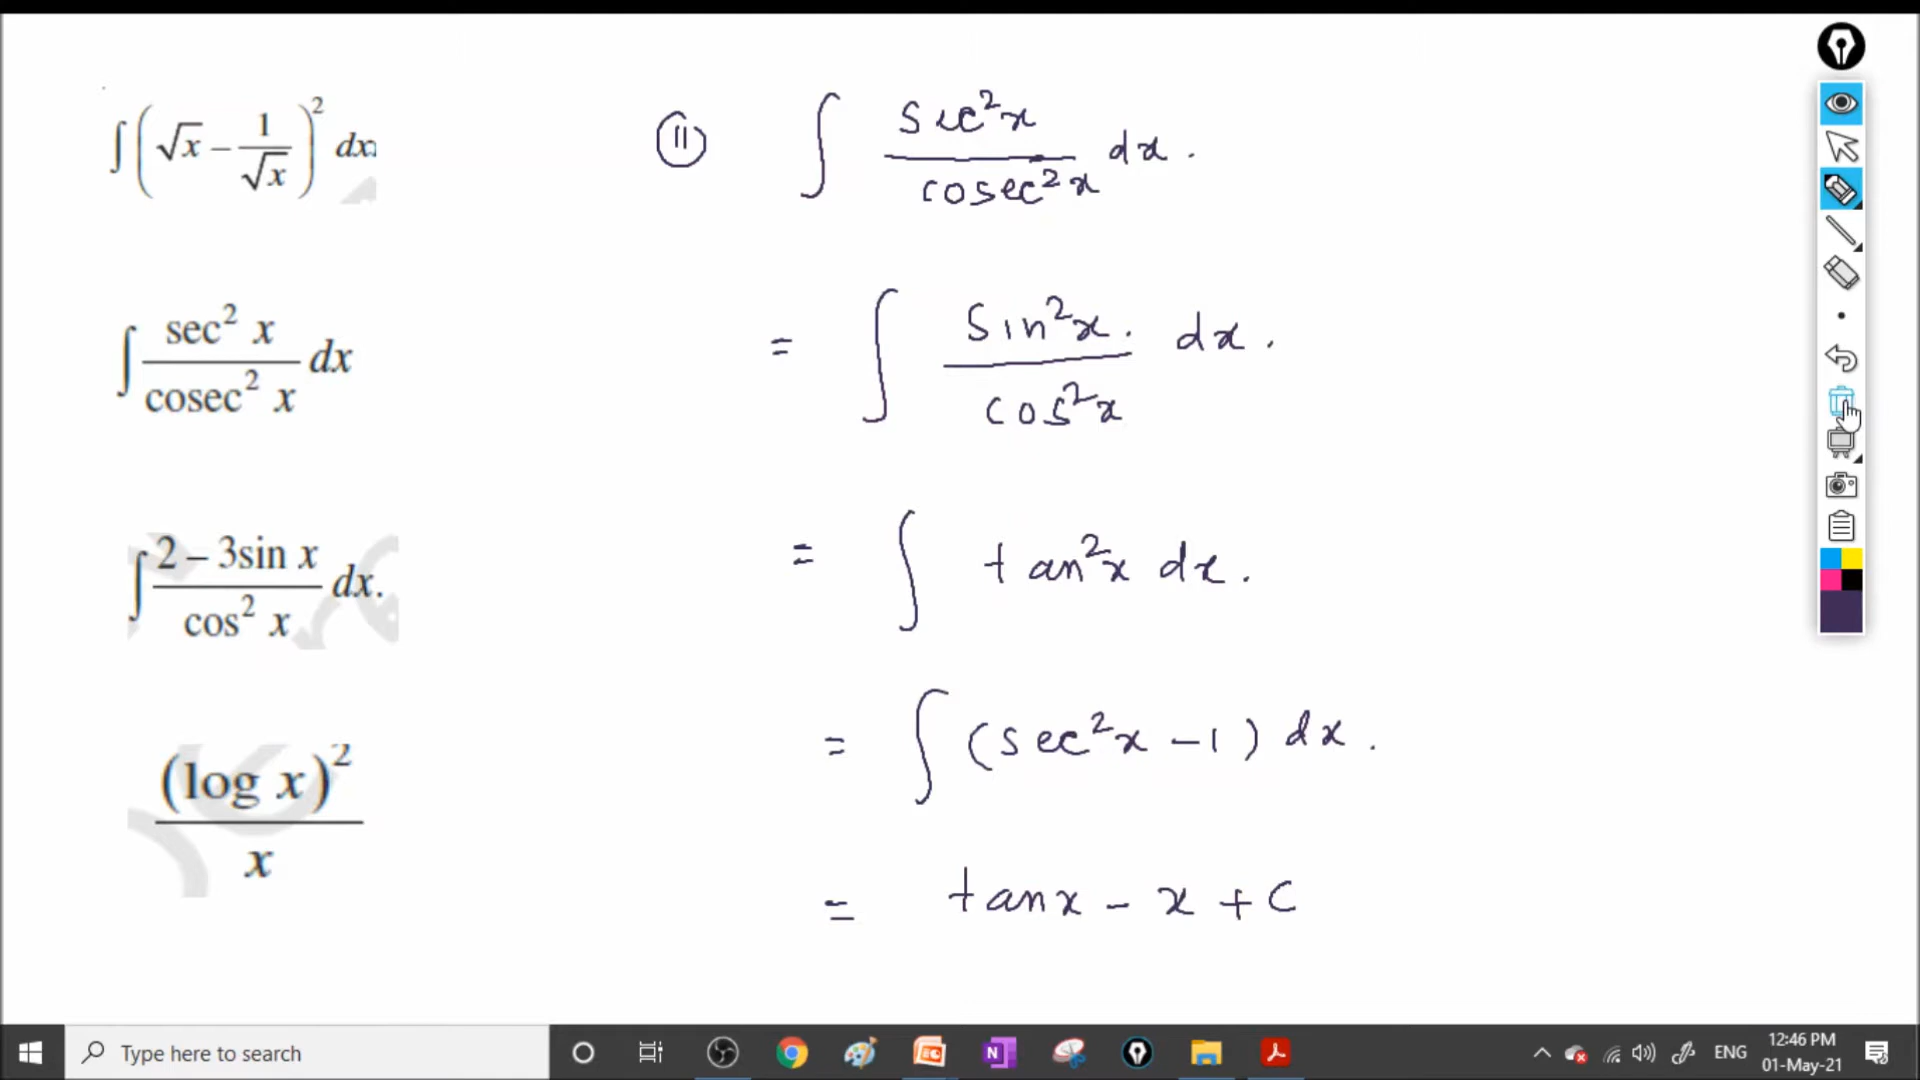 ∫ (√x − 1/√x)² dx
∫ sec² x / cosec² x dx
∫ 2 – 3sin x / cos² x dx.
(log x)² / x
(11) ∫ sec²x / cosec²x dx.
= ∫ sin²x. / cos²x dx.
= ∫ tan²x dx.
= ∫ (sec²x − 1) dx.
= tanx − x + C
Type here to search
ENG
12:46 PM
01-May-21